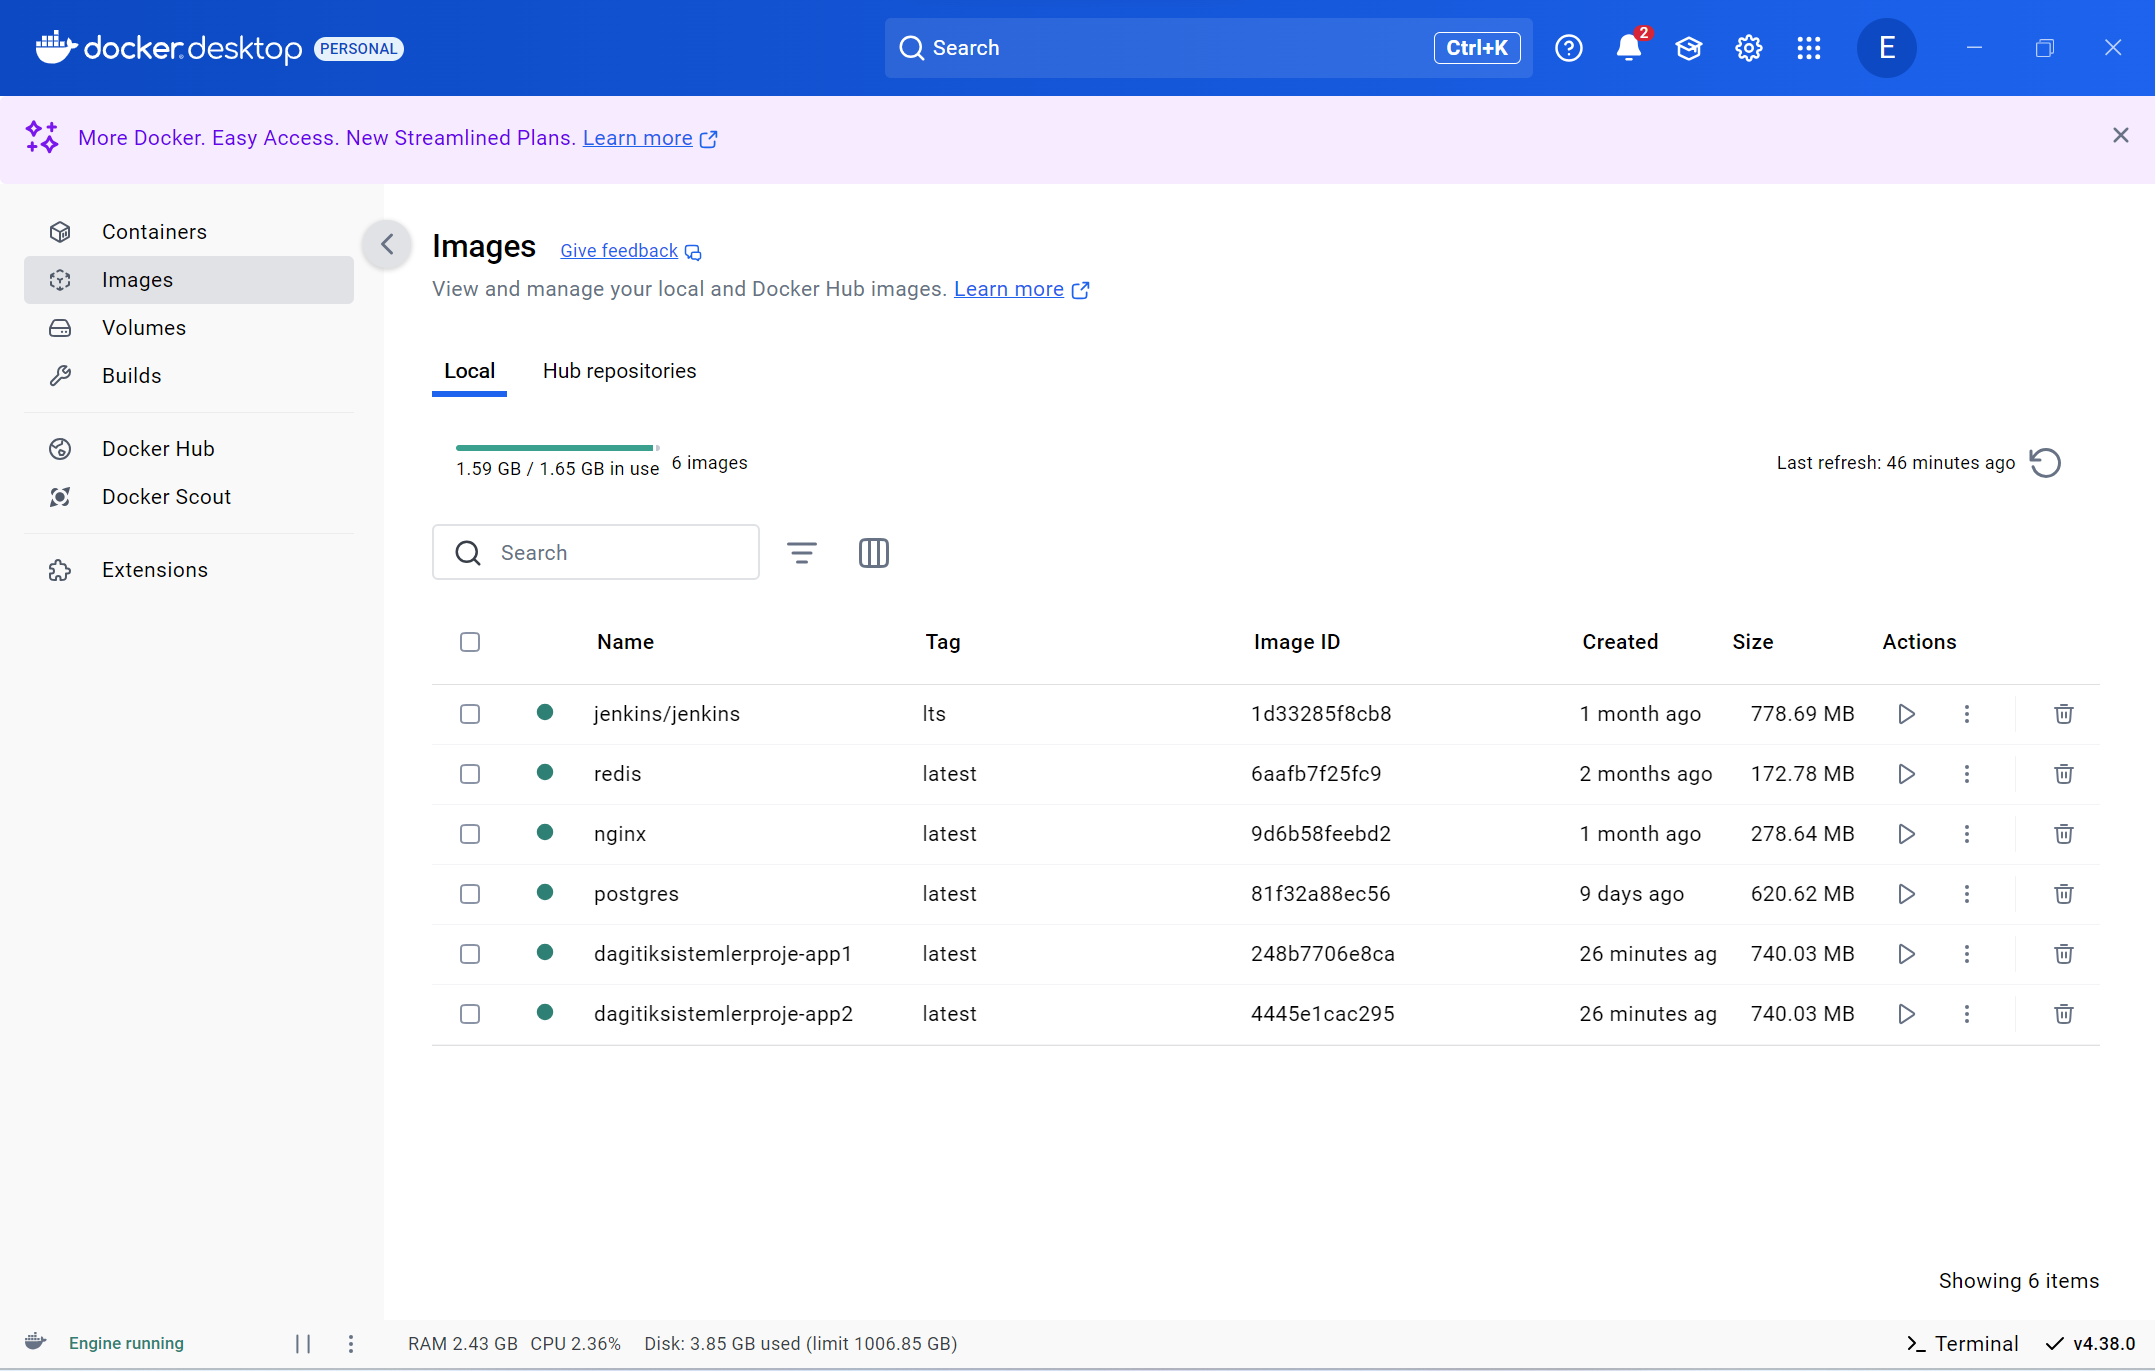 docker desktop PERSONAL
Search Ctrl+K
2
E
More Docker. Easy Access. New Streamlined Plans. Learn more
Containers
Images
Volumes
Builds
Docker Hub
Docker Scout
Extensions
Images Give feedback
View and manage your local and Docker Hub images. Learn more
Local Hub repositories
1.59 GB / 1.65 GB in use 6 images
Last refresh: 46 minutes ago
Search
Name Tag Image ID Created Size Actions
jenkins/jenkins lts 1d33285f8cb8 1 month ago 778.69 MB
redis latest 6aafb7f25fc9 2 months ago 172.78 MB
nginx latest 9d6b58feebd2 1 month ago 278.64 MB
postgres latest 81f32a88ec56 9 days ago 620.62 MB
dagitiksistemlerproje-app1 latest 248b7706e8ca 26 minutes ag 740.03 MB
dagitiksistemlerproje-app2 latest 4445e1cac295 26 minutes ag 740.03 MB
Showing 6 items
Engine running RAM 2.43 GB CPU 2.36% Disk: 3.85 GB used (limit 1006.85 GB) Terminal v4.38.0